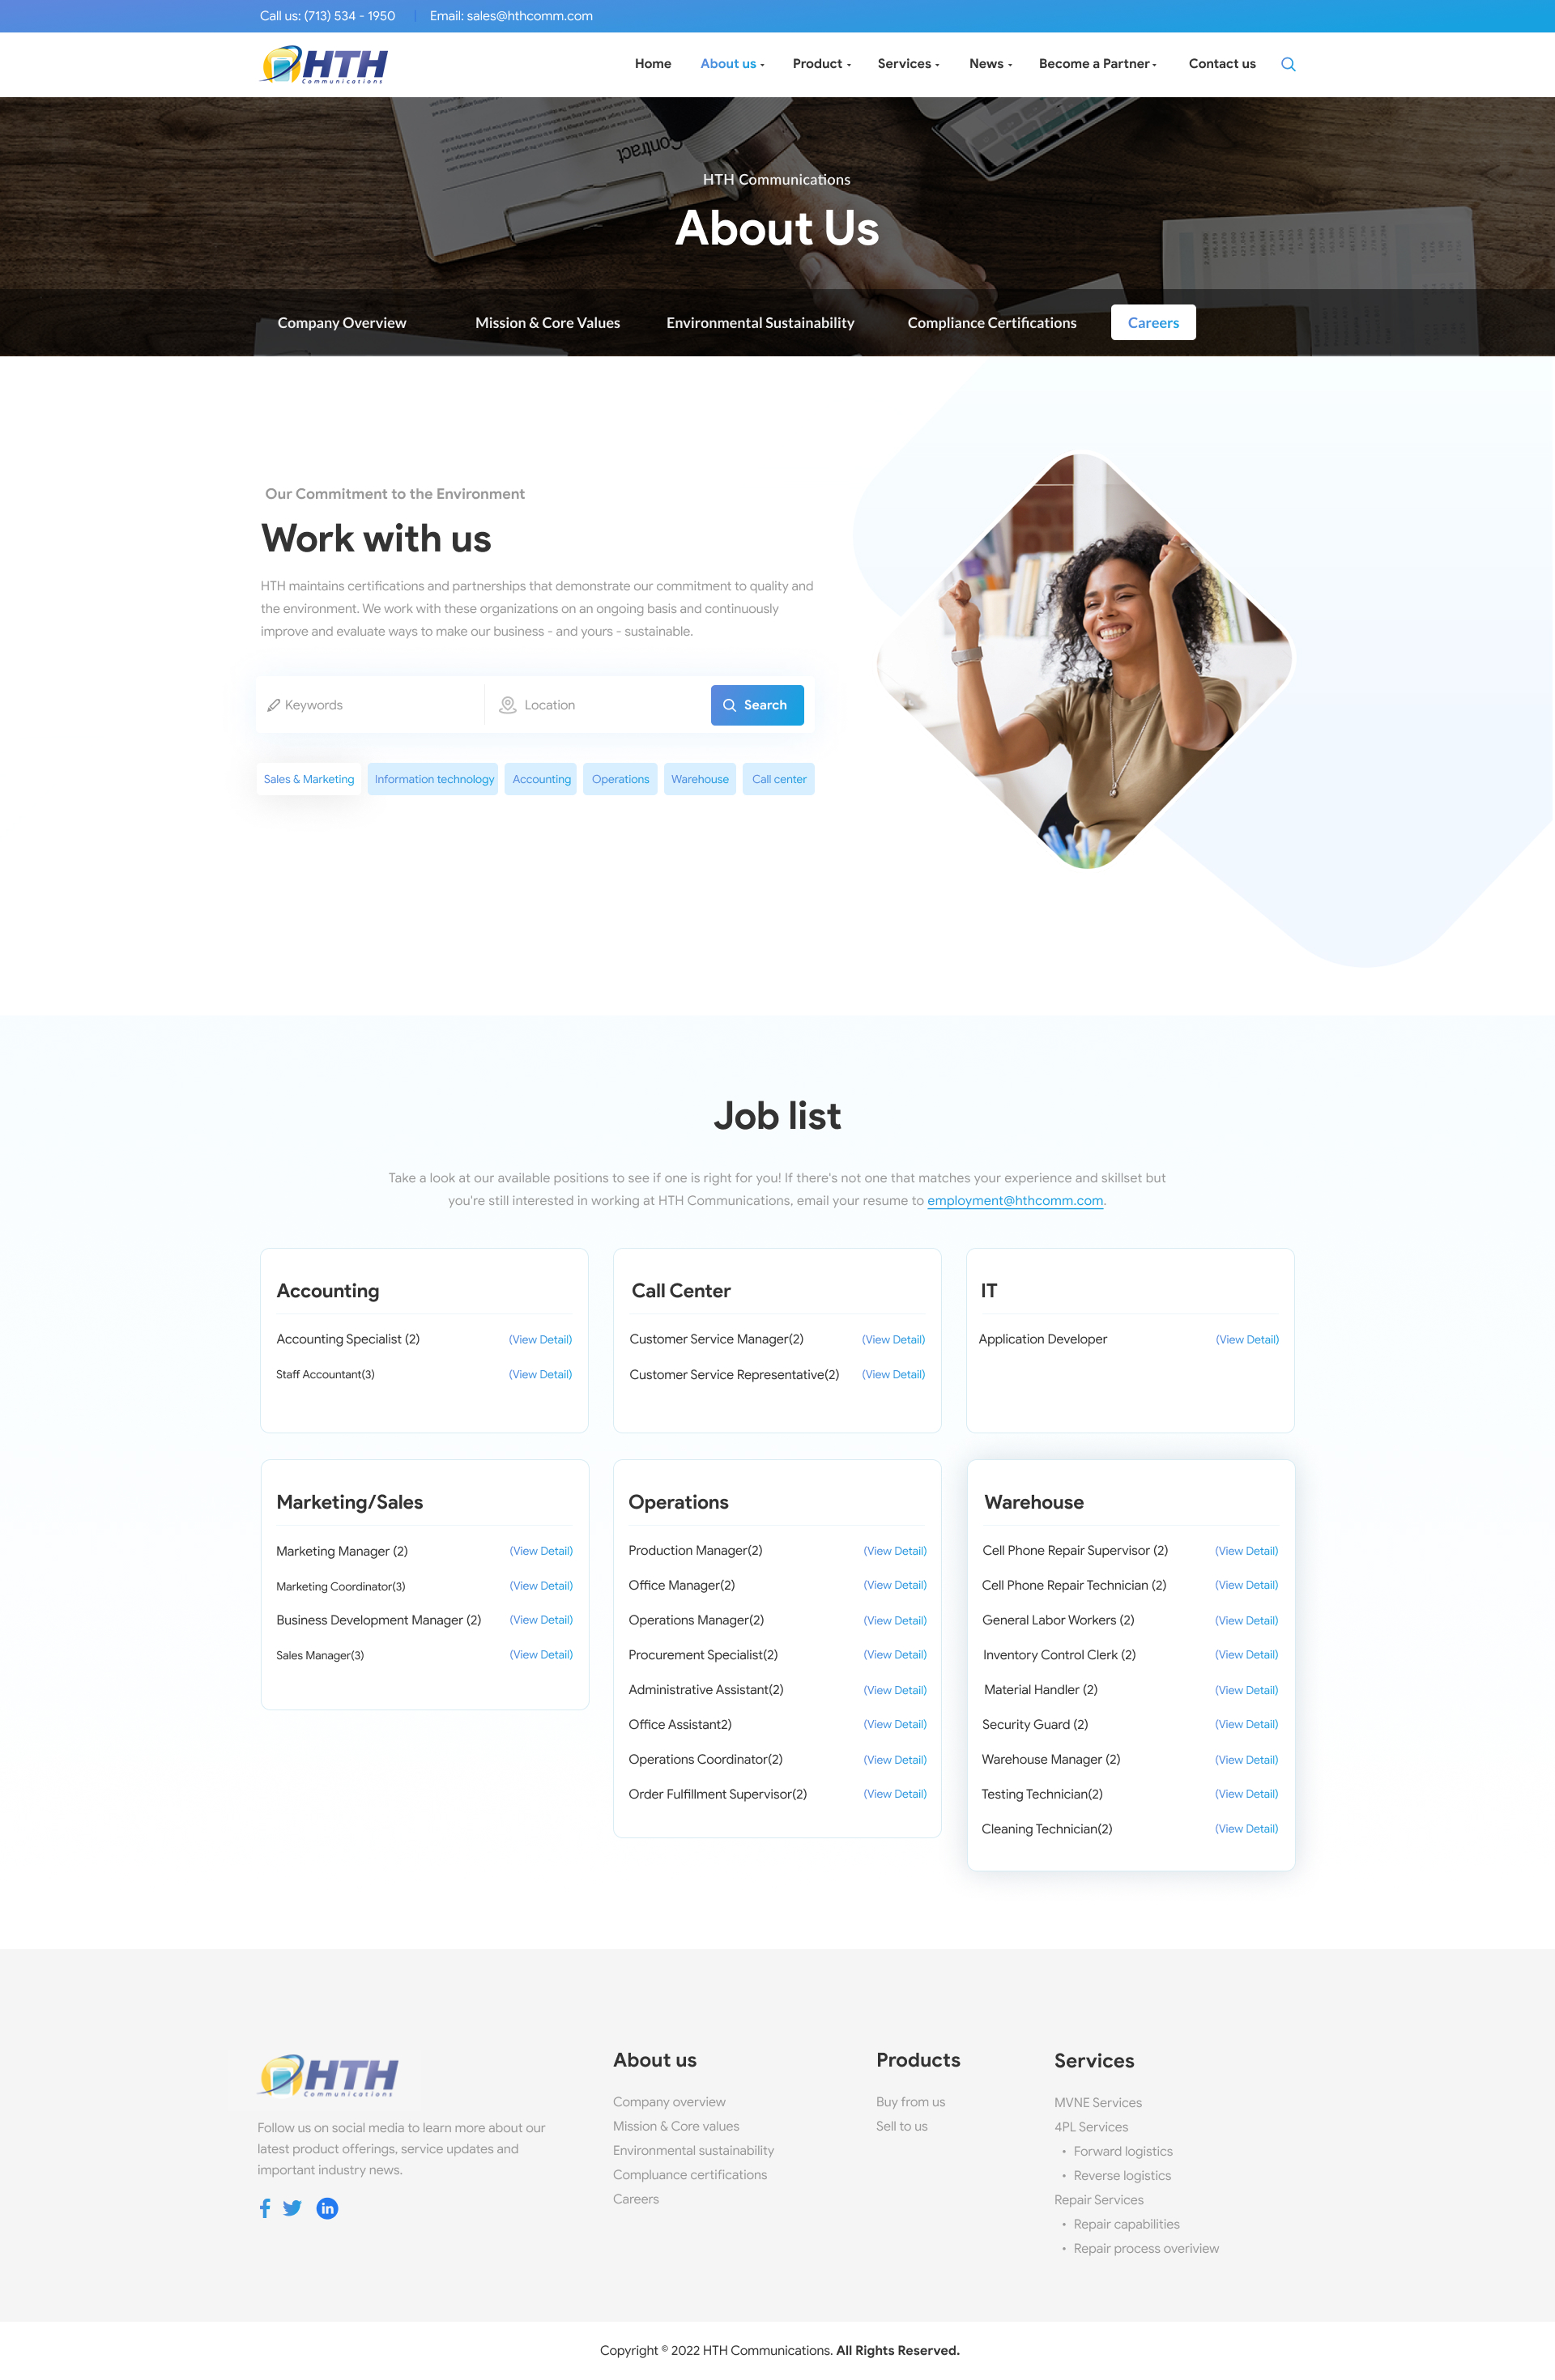 Call us: (713) 534 - 1950
Email: sales@hthcomm.com
HTH
Communications
Home
About us
Product
Services
News
Become a Partner
Contact us
Contract
HTH Communications
About Us
Company Overview
Mission & Core Values
Environmental Sustainability
Compliance Certifications
Careers
Our Commitment to the Environment
Work with us
HTH maintains certifications and partnerships that demonstrate our commitment to quality and
the environment. We work with these organizations on an ongoing basis and continuously
improve and evaluate ways to make our business - and yours - sustainable.
Keywords
Location
Search
Sales & Marketing
Information technology
Accounting
Operations
Warehouse
Call center
Job list
Take a look at our available positions to see if one is right for you! If there's not one that matches your experience and skillset but
you're still interested in working at HTH Communications, email your resume to employment@hthcomm.com.
Accounting
Accounting Specialist (2) (View Detail)
Staff Accountant(3) (View Detail)
Call Center
Customer Service Manager(2) (View Detail)
Customer Service Representative(2) (View Detail)
IT
Application Developer (View Detail)
Marketing/Sales
Marketing Manager (2) (View Detail)
Marketing Coordinator(3) (View Detail)
Business Development Manager (2) (View Detail)
Sales Manager(3) (View Detail)
Operations
Production Manager(2) (View Detail)
Office Manager(2) (View Detail)
Operations Manager(2) (View Detail)
Procurement Specialist(2) (View Detail)
Administrative Assistant(2) (View Detail)
Office Assistant2) (View Detail)
Operations Coordinator(2) (View Detail)
Order Fulfillment Supervisor(2) (View Detail)
Warehouse
Cell Phone Repair Supervisor (2) (View Detail)
Cell Phone Repair Technician (2) (View Detail)
General Labor Workers (2) (View Detail)
Inventory Control Clerk (2) (View Detail)
Material Handler (2) (View Detail)
Security Guard (2) (View Detail)
Warehouse Manager (2) (View Detail)
Testing Technician(2) (View Detail)
Cleaning Technician(2) (View Detail)
HTH
Communications
Follow us on social media to learn more about our
latest product offerings, service updates and
important industry news.
in
About us
Company overview
Mission & Core values
Environmental sustainability
Compluance certifications
Careers
Products
Buy from us
Sell to us
Services
MVNE Services
4PL Services
• Forward logistics
• Reverse logistics
Repair Services
• Repair capabilities
• Repair process overiview
Copyright © 2022 HTH Communications. All Rights Reserved.